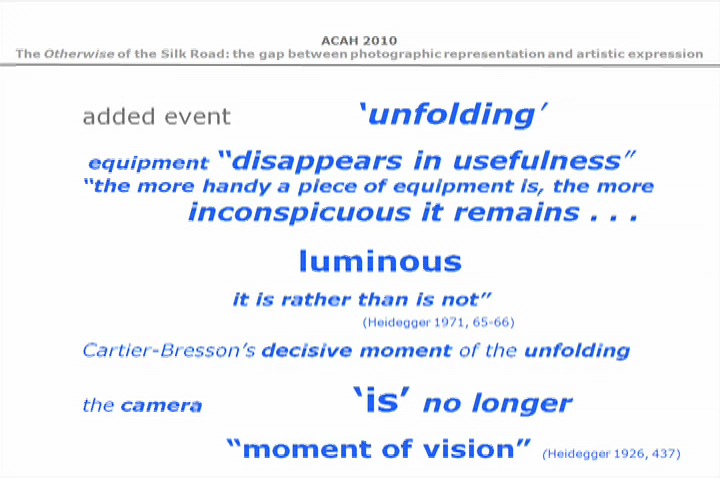 ACAH 2010
The Otherwise of the Silk Road: the gap between photographic representation and artistic expression
added event ‘unfolding’
equipment “disappears in usefulness”
“the more handy a piece of equipment is, the more
inconspicuous it remains . . .
luminous
it is rather than is not”
(Heidegger 1971, 65-66)
Cartier-Bresson’s decisive moment of the unfolding
the camera ‘is’ no longer
“moment of vision” (Heidegger 1926, 437)